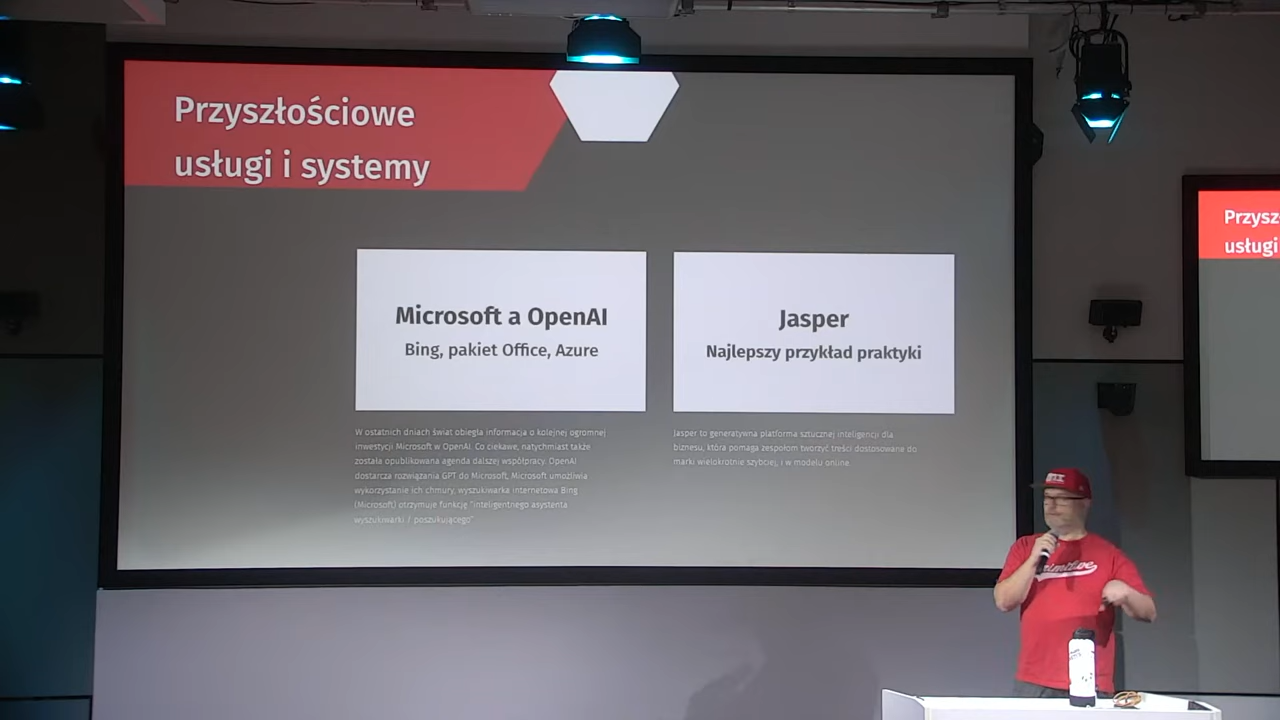 Przyszłościowe
usługi i systemy
Microsoft a OpenAI
Bing, pakiet Office, Azure
W ostatnich dniach świat obiegła informacja o kolejnej ogromnej
inwestycji Microsoft w OpenAI. Co ciekawe, natychmiast także
została opublikowana agenda dalszej współpracy. OpenAI
dostarcza rozwiązania GPT do Microsoft, Microsoft umożliwia
wykorzystanie ich chmury, wyszukiwarka internetowa Bing
(Microsoft) otrzymuje funkcję "inteligentnego asystenta
wyszukiwarki / poszukującego"
Jasper
Najlepszy przykład praktyki
Jasper to generatywna platforma sztucznej inteligencji dla
biznesu, która pomaga zespołom tworzyć treści dostosowane do
marki wielokrotnie szybciej, i w modelu online.
Przysz
usługi